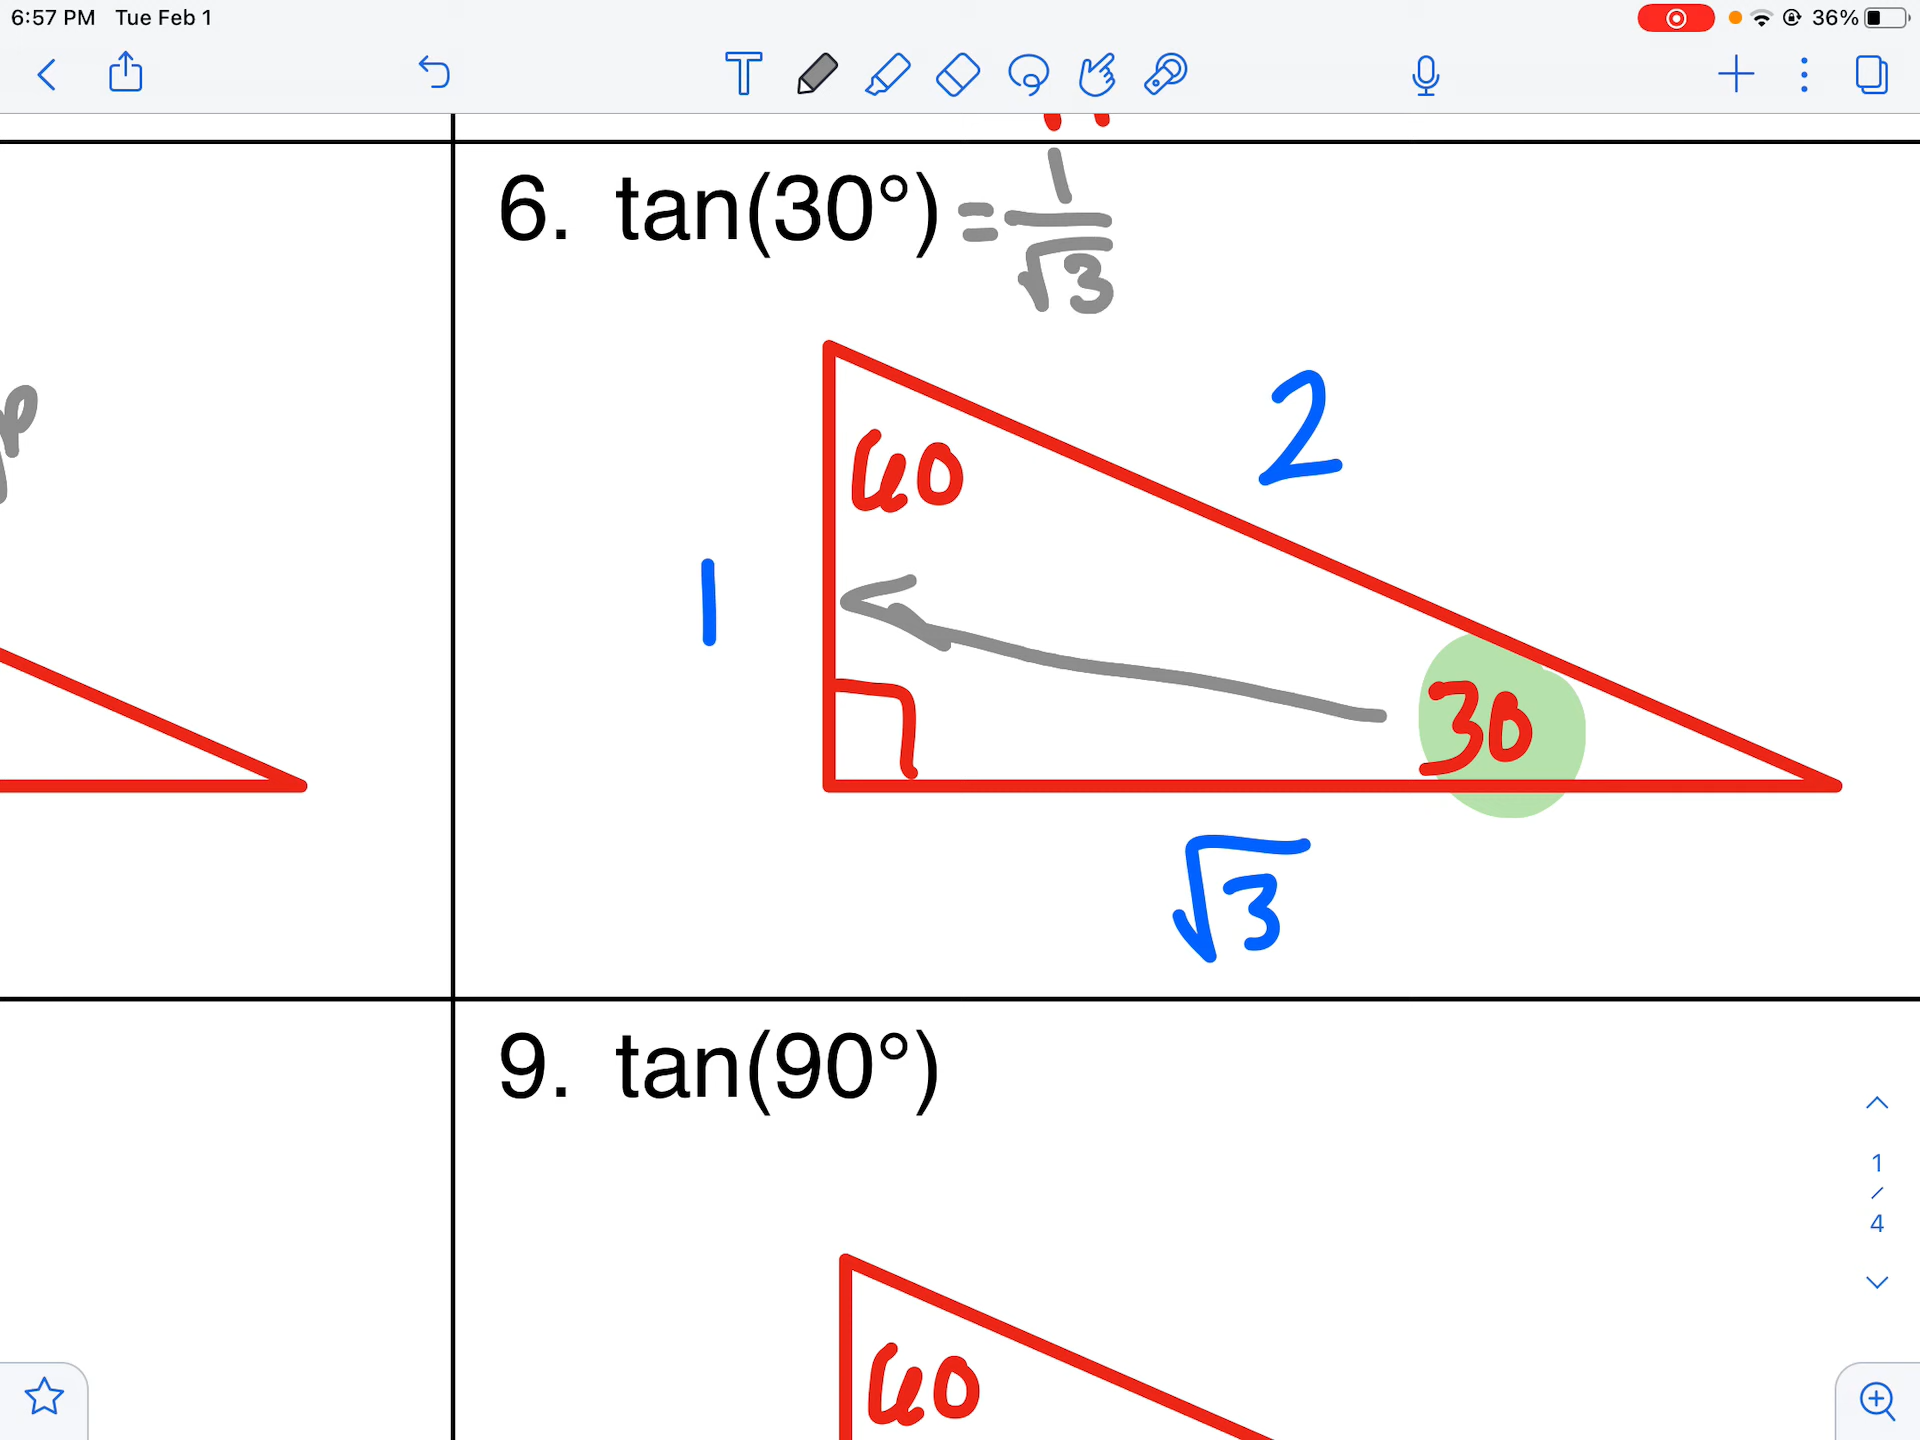 6:57 PM Tue Feb 1 36%
T
6. tan(30°) = 1/√3
60
2
1
30
√3
9. tan(90°)
1
/
4
60